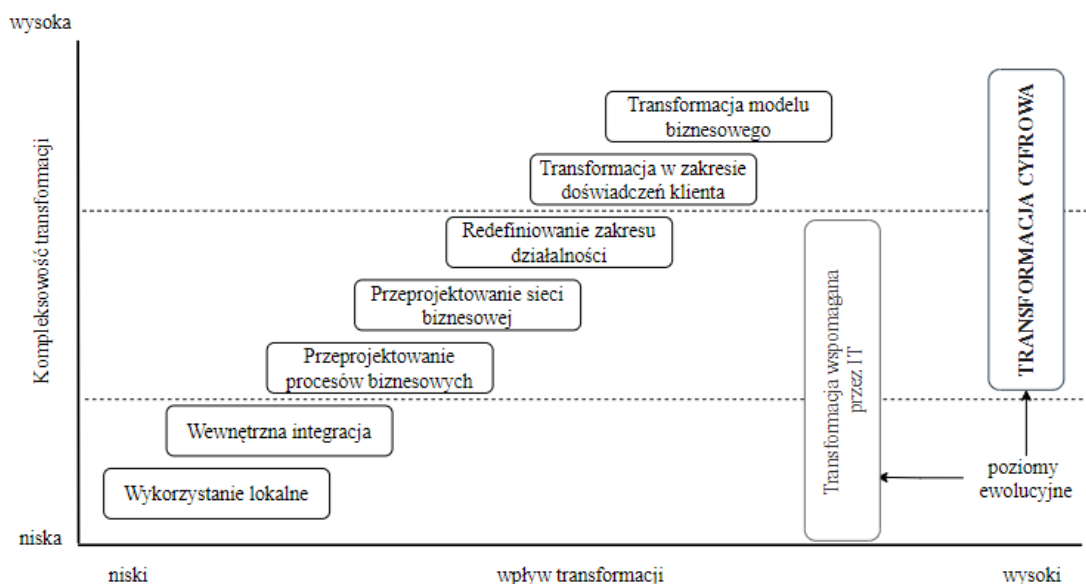 wysoka
Kompleksowość transformacji
Transformacja modelu
biznesowego
Transformacja w zakresie
doświadczeń klienta
Redefiniowanie zakresu
działalności
Przeprojektowanie sieci
biznesowej
Przeprojektowanie
procesów biznesowych
Wewnętrzna integracja
Wykorzystanie lokalne
Transformacja wspomagana
przez IT
TRANSFORMACJA CYFROWA
poziomy
ewolucyjne
niska
niski
wpływ transformacji
wysoki